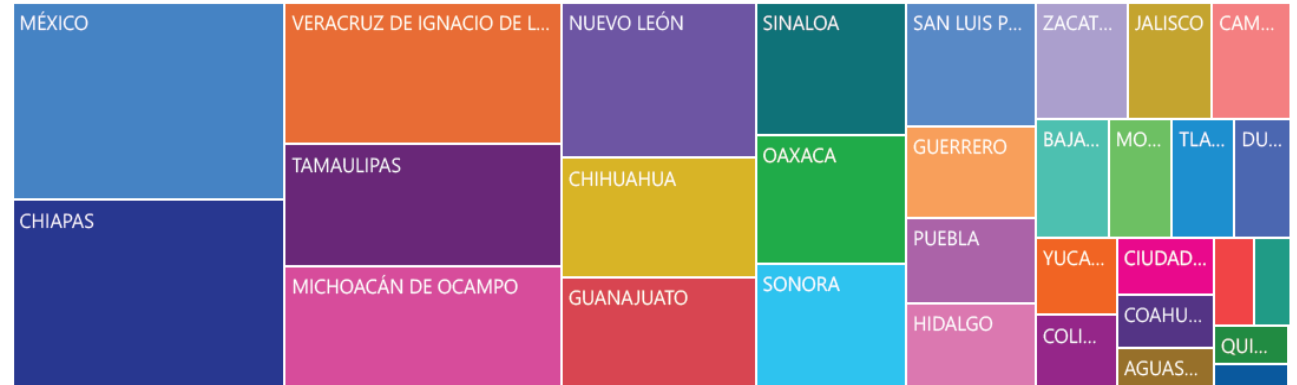 MÉXICO
CHIAPAS
VERACRUZ DE IGNACIO DE L...
TAMAULIPAS
MICHOACÁN DE OCAMPO
NUEVO LEÓN
CHIHUAHUA
GUANAJUATO
SINALOA
OAXACA
SONORA
SAN LUIS P...
GUERRERO
PUEBLA
HIDALGO
ZACAT...
JALISCO
CAM...
BAJA...
MO...
TLA...
DU...
YUCA...
COLI...
CIUDAD...
COAHU...
AGUAS...
QUI...